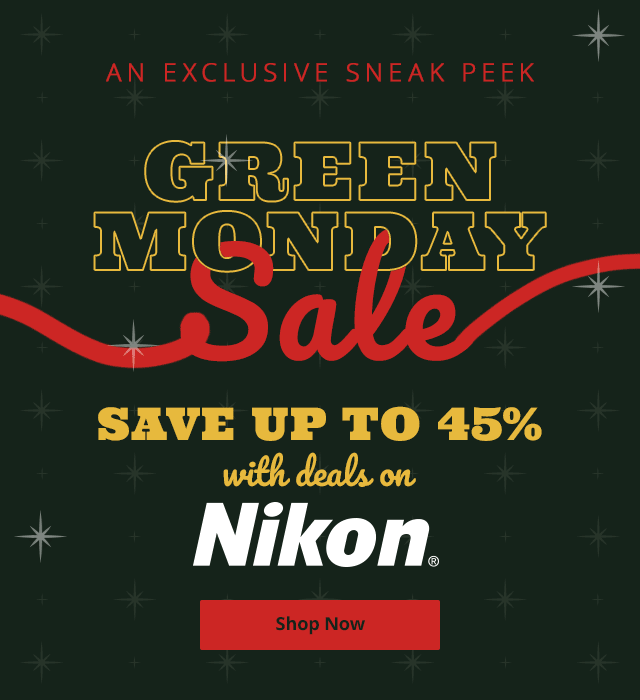 AN EXCLUSIVE SNEAK PEEK
GREEN
MONDAY
Sale
SAVE UP TO 45%
with deals on
Nikon®
Shop Now